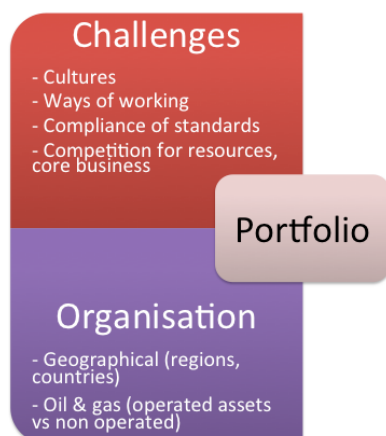 Challenges
- Cultures
- Ways of working
- Compliance of standards
- Competition for resources,
core business
Portfolio
Organisation
- Geographical (regions,
countries)
- Oil & gas (operated assets
vs non operated)